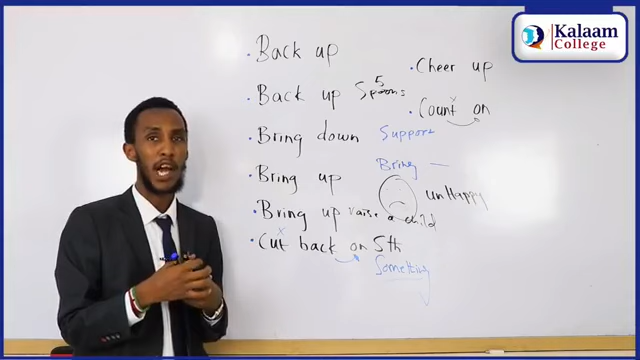 Kalaam
College
· Back up
· Back up Spoons
5
· Bring down Support
· Bring up Bring —
unHappy
· Bring up raise a child
· Cut back on Sth
x
Something
· Cheer up
· Count on
x